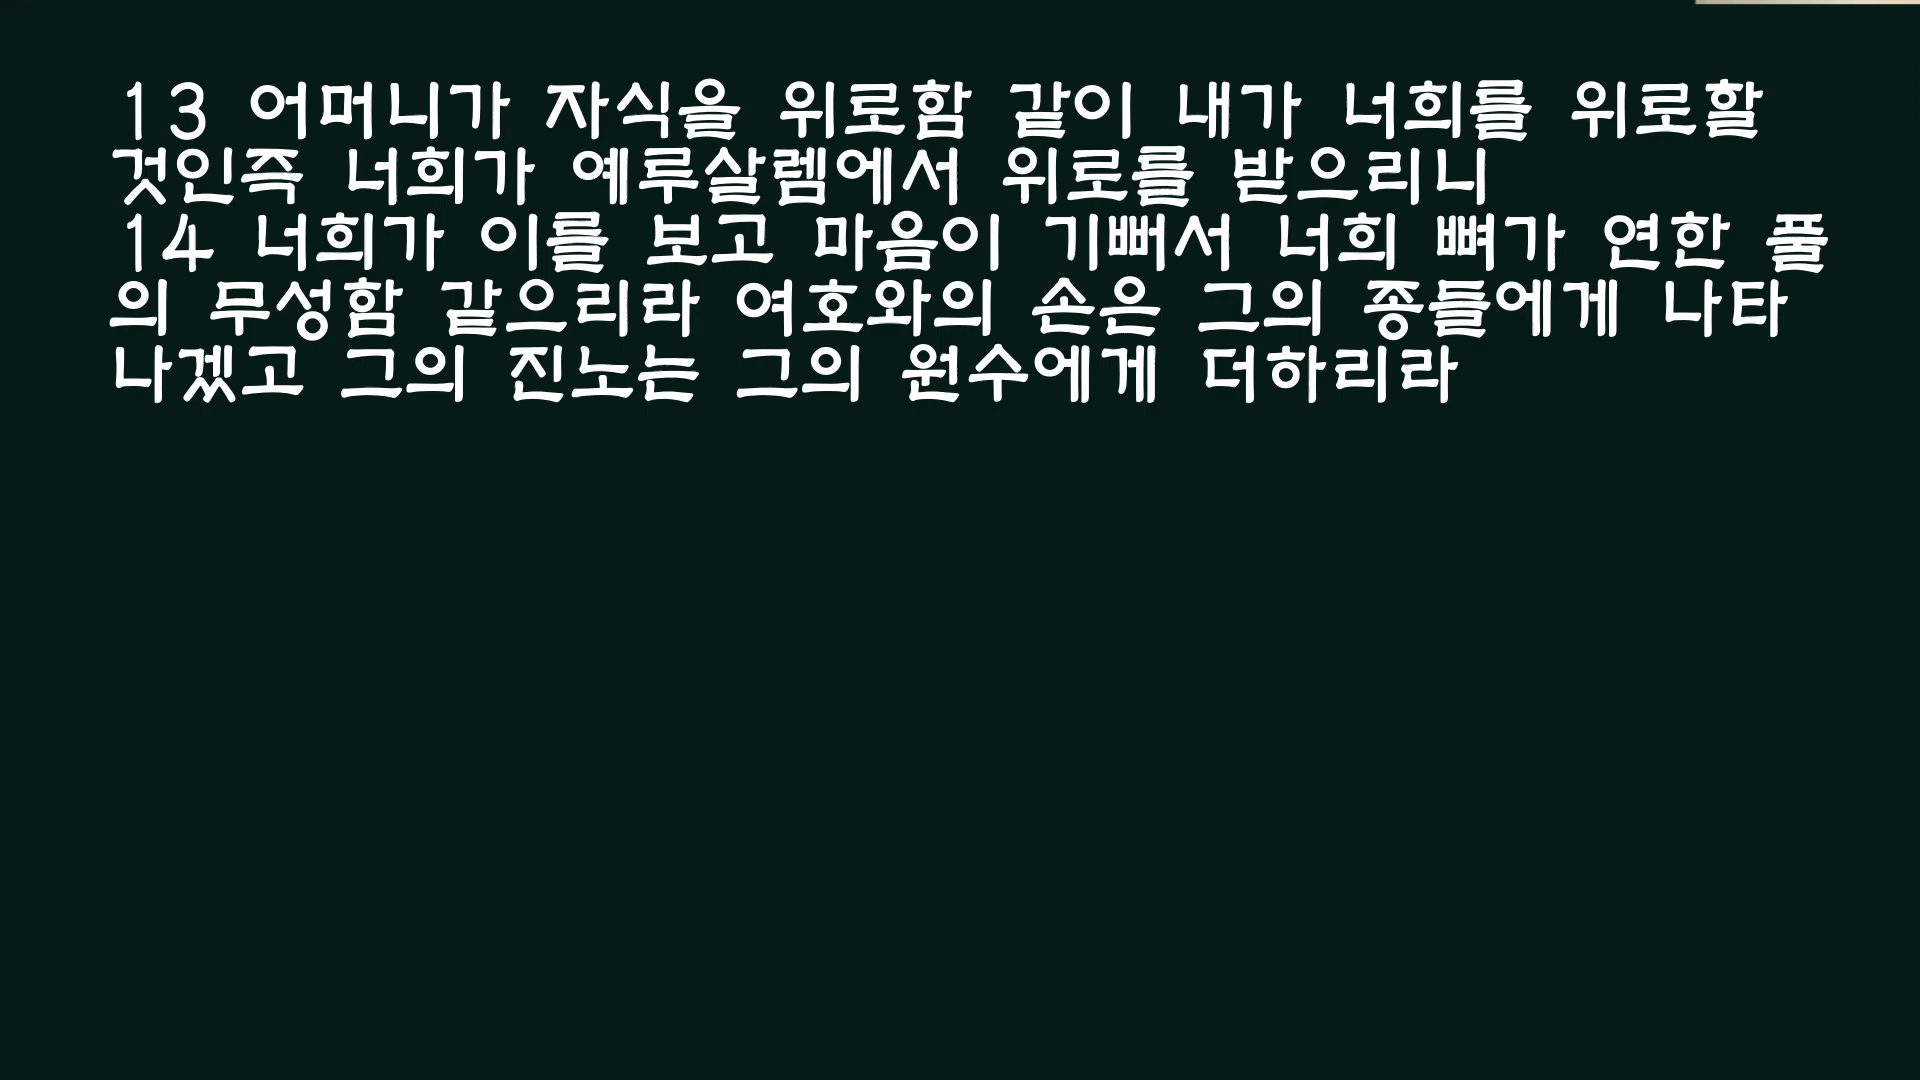 13 어머니가 자식을 위로함 같이 내가 너희를 위로할
것인즉 너희가 예루살렘에서 위로를 받으리니
14 너희가 이를 보고 마음이 기뻐서 너희 뼈가 연한 풀
의 무성함 같으리라 여호와의 손은 그의 종들에게 나타
나겠고 그의 진노는 그의 원수에게 더하리라